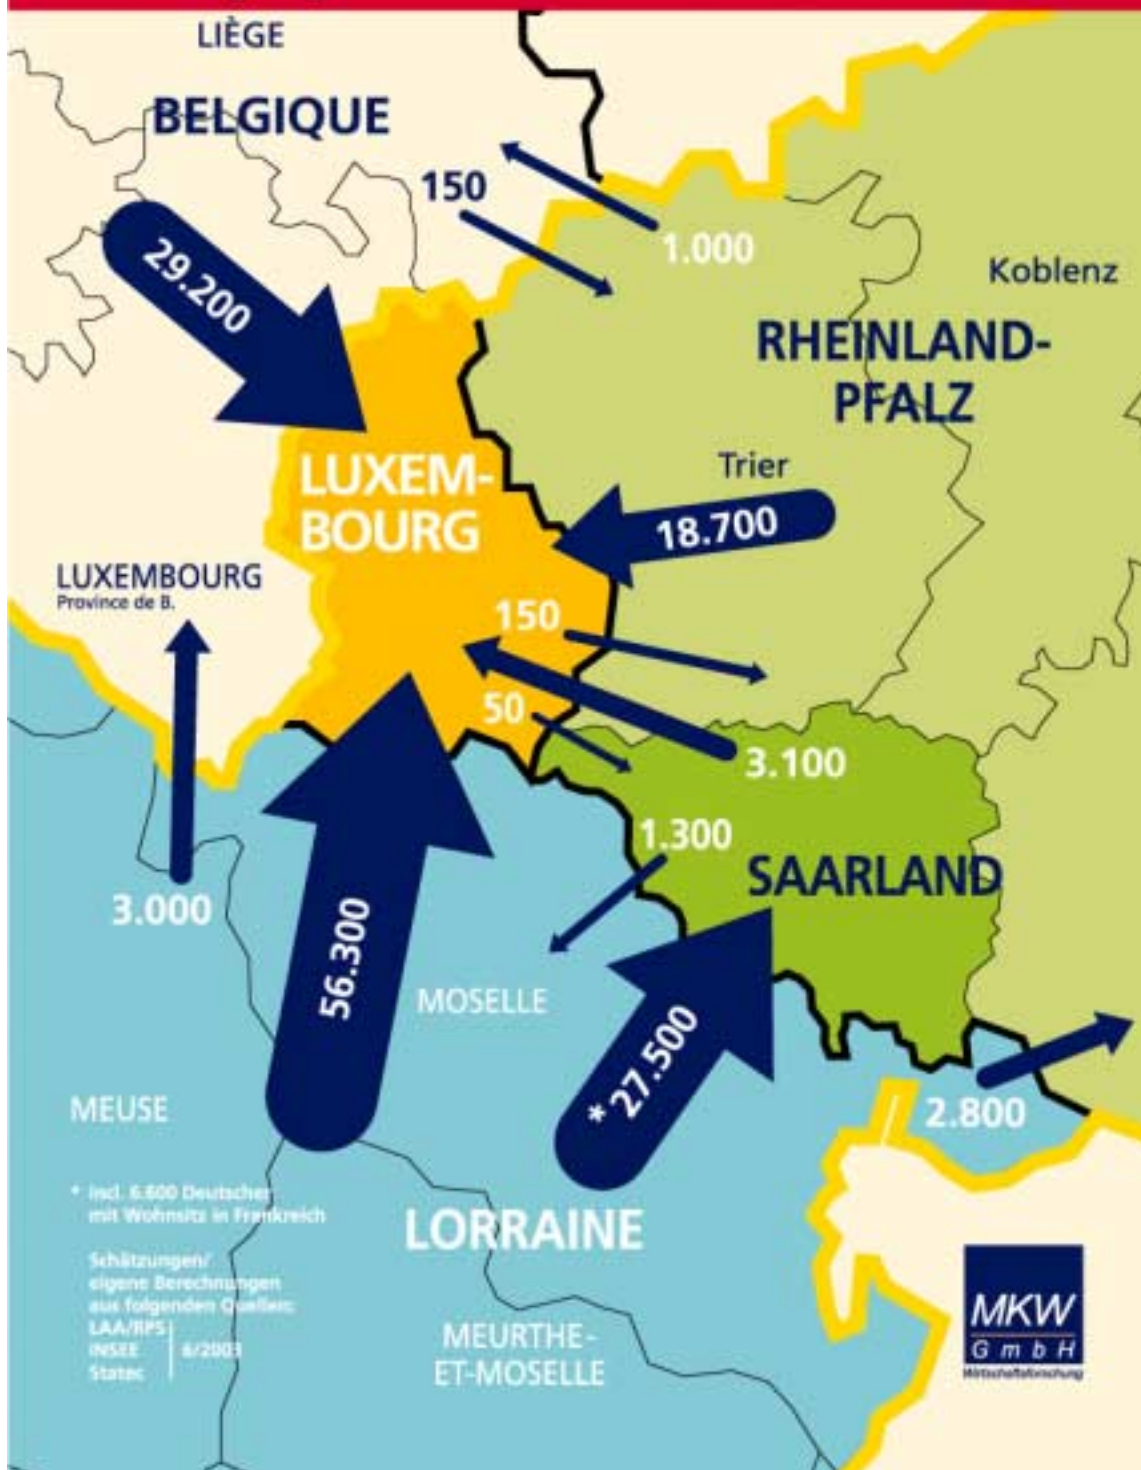 LIÈGE
BELGIQUE
150
1.000
29.200
Koblenz
RHEINLAND-
PFALZ
LUXEM-
BOURG
Trier
18.700
LUXEMBOURG
Province de B.
150
50
3.100
1.300
SAARLAND
3.000
56.300
MOSELLE
* 27.500
MEUSE
2.800
* incl. 6.600 Deutscher
mit Wohnsitz in Frankreich
LORRAINE
Schätzungen/
eigene Berechnungen
aus folgenden Quellen:
LAA/RPS
INSEE 6/2003
Statec
MEURTHE-
ET-MOSELLE
MKW
GmbH
Wirtschaftsforschung